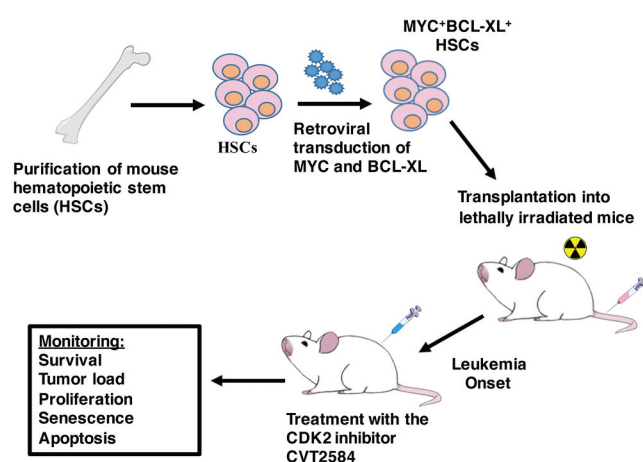 MYC+BCL-XL+
HSCs
HSCs
Retroviral
transduction of
MYC and BCL-XL
Purification of mouse
hematopoietic stem
cells (HSCs)
Transplantation into
lethally irradiated mice
Leukemia
Onset
Treatment with the
CDK2 inhibitor
CVT2584
Monitoring:
Survival
Tumor load
Proliferation
Senescence
Apoptosis